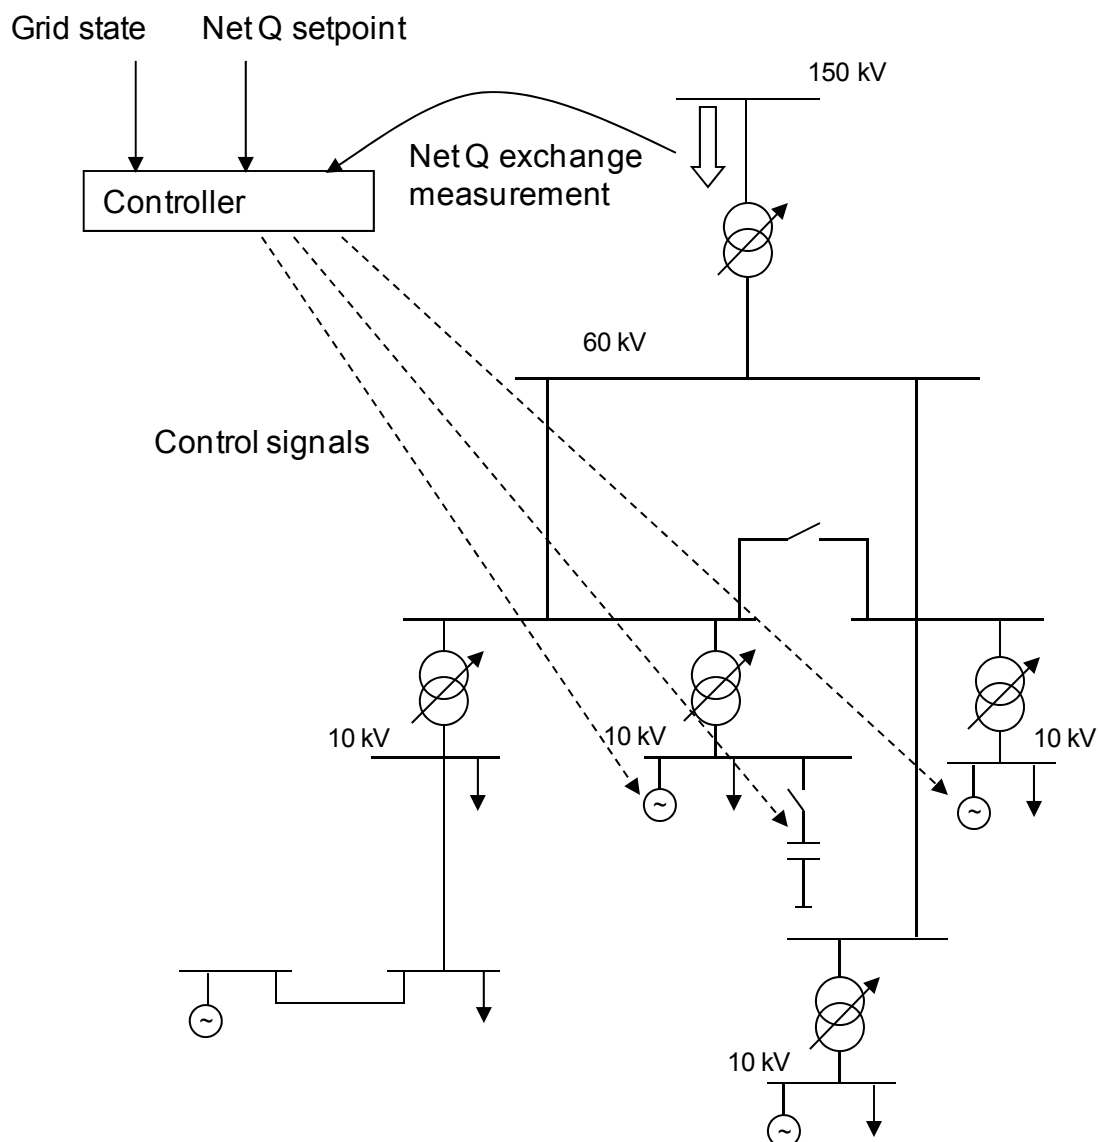 Grid state
Net Q setpoint
150 kV
Net Q exchange
measurement
Controller
60 kV
Control signals
10 kV
10 kV
10 kV
~
~
~
10 kV
~